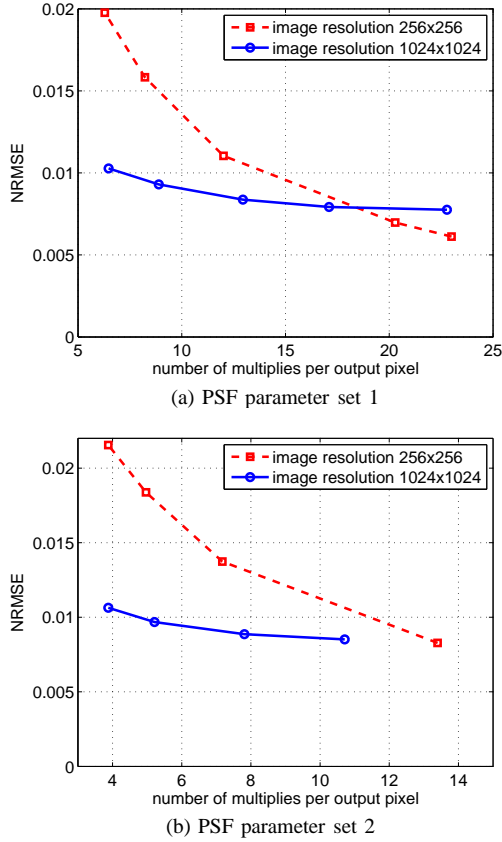 0.02
0.015
0.01
0.005
0
NRMSE
image resolution 256x256
image resolution 1024x1024
5 10 15 20 25
number of multiplies per output pixel
(a) PSF parameter set 1
0.02
0.015
0.01
0.005
0
NRMSE
image resolution 256x256
image resolution 1024x1024
4 6 8 10 12 14
number of multiplies per output pixel
(b) PSF parameter set 2